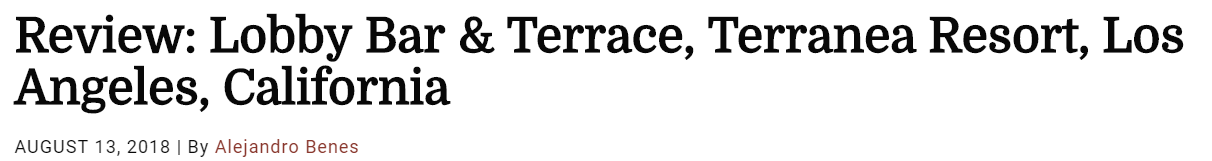 Review: Lobby Bar & Terrace, Terranea Resort, Los
Angeles, California
AUGUST 13, 2018 | By Alejandro Benes